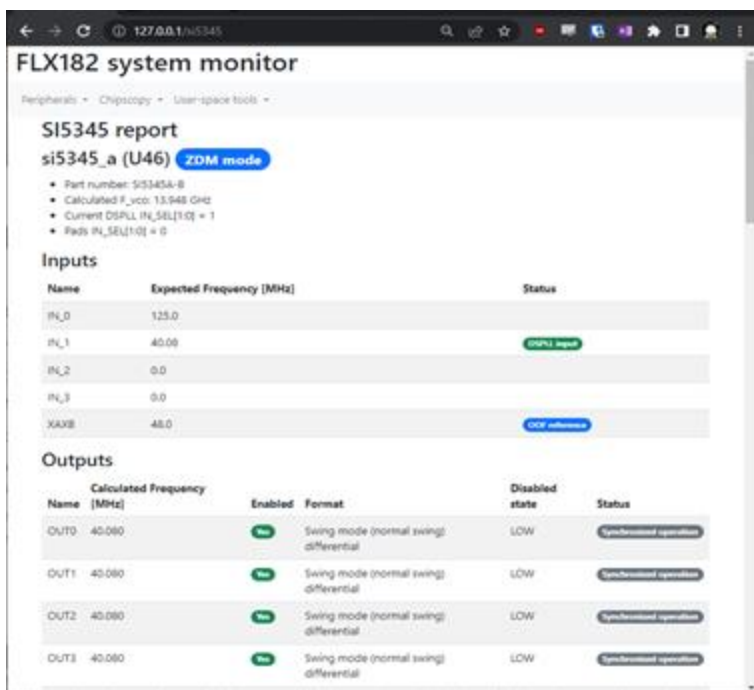 127.0.0.1/si5345
FLX182 system monitor
Peripherals Chipscopy User-space tools
SI5345 report
si5345_a (U46) ZDM mode
Part number: SI5345A-B
Calculated F_vco: 13.948 GHz
Current DSPLL IN_SEL[1:0] = 1
Pads IN_SEL[1:0] = 0
Inputs
Name Expected Frequency [MHz] Status
IN_0 125.0
IN_1 40.08 DSPLL input
IN_2 0.0
IN_3 0.0
XAXB 48.0 OOF reference
Outputs
Name Calculated Frequency [MHz] Enabled Format Disabled state Status
OUT0 40.080 Yes Swing mode (normal swing) differential LOW Synchronized operation
OUT1 40.080 Yes Swing mode (normal swing) differential LOW Synchronized operation
OUT2 40.080 Yes Swing mode (normal swing) differential LOW Synchronized operation
OUT3 40.080 Yes Swing mode (normal swing) differential LOW Synchronized operation